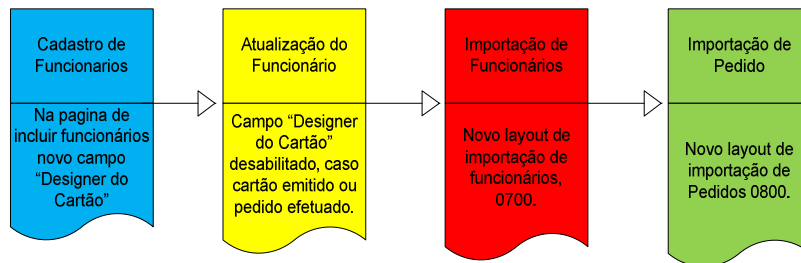 Cadastro de
Funcionarios
Na pagina de
incluir funcionários
novo campo
“Designer do
Cartão”
Atualização do
Funcionário
Campo “Designer
do Cartão”
desabilitado, caso
cartão emitido ou
pedido efetuado.
Importação de
Funcionários
Novo layout de
importação de
funcionários,
0700.
Importação de
Pedido
Novo layout de
importação de
Pedidos 0800.